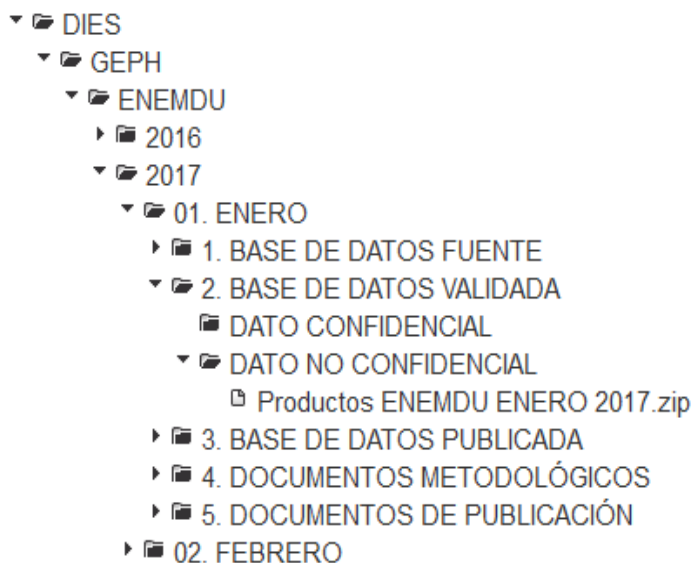 DIES
GEPH
ENEMDU
2016
2017
01. ENERO
1. BASE DE DATOS FUENTE
2. BASE DE DATOS VALIDADA
DATO CONFIDENCIAL
DATO NO CONFIDENCIAL
Productos ENEMDU ENERO 2017.zip
3. BASE DE DATOS PUBLICADA
4. DOCUMENTOS METODOLÓGICOS
5. DOCUMENTOS DE PUBLICACIÓN
02. FEBRERO